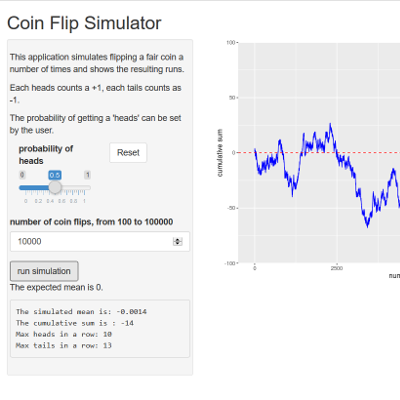 Coin Flip Simulator
This application simulates flipping a fair coin a
number of times and shows the resulting runs.
Each heads counts a +1, each tails counts as
-1.
The probability of getting a 'heads' can be set
by the user.
probability of
heads
Reset
0 0.5 1
0 0.2 0.4 0.6 0.8 1
number of coin flips, from 100 to 100000
10000
run simulation
The expected mean is 0.
The simulated mean is: -0.0014
The cumulative sum is : -14
Max heads in a row: 10
Max tails in a row: 13
cumulative sum
100
50
0
-50
-100
0 2500
num